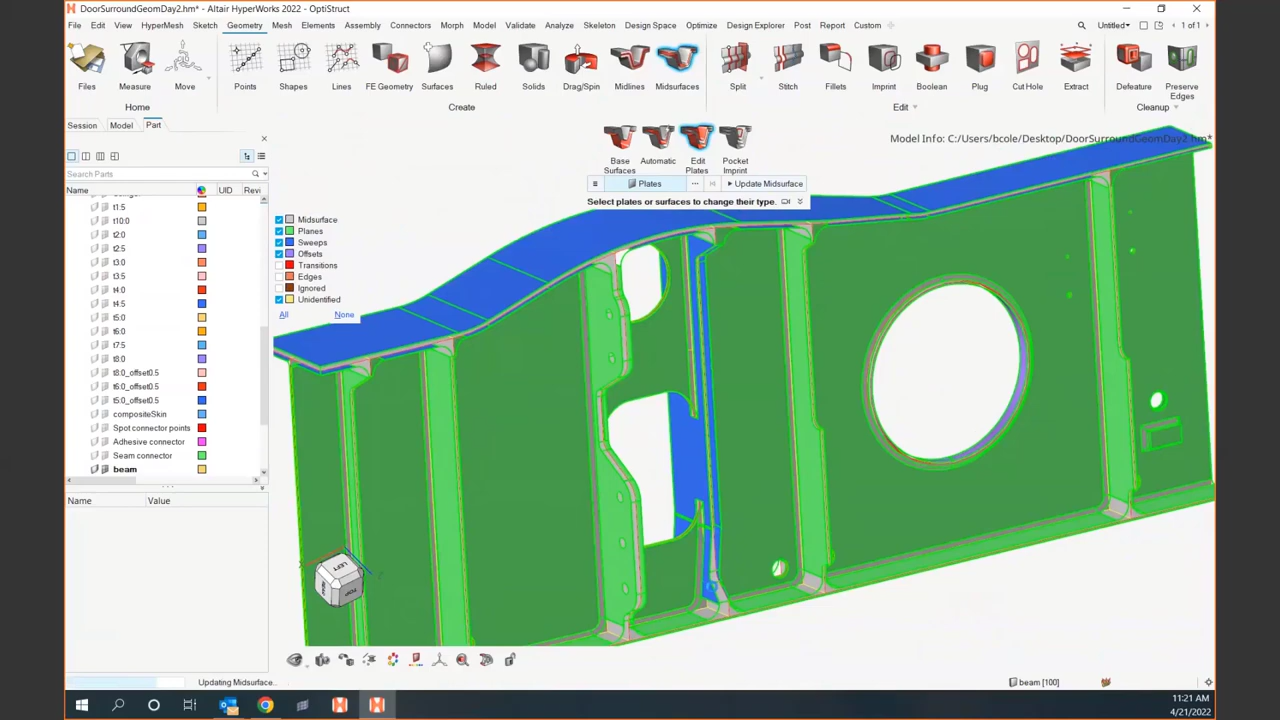 DoorSurroundGeomDay2.hm* - Altair HyperWorks 2022 - OptiStruct
File Edit View HyperMesh Sketch Geometry Mesh Elements Assembly Connectors Morph Model Validate Analyze Skeleton Design Space Optimize Design Explorer Post Report Custom Untitled 1 of 1
Files Measure Move Points Shapes Lines FE Geometry Surfaces Ruled Solids Drag/Spin Midlines Midsurfaces Split Stitch Fillets Imprint Boolean Plug Cut Hole Extract Defeature Preserve
Edges
Home Create Edit Cleanup
Session Model Part
Model Info: C:/Users/bcole/Desktop/DoorSurroundGeomDay2.hm*
Base
Surfaces
Automatic
Edit
Plates
Pocket
Imprint
Plates Update Midsurface
Select plates or surfaces to change their type.
Search Parts
Name UID Revi
t1.5
t10.0
t2.0
t2.5
t3.0
t3.5
t4.0
t4.5
t5.0
t6.0
t7.5
t8.0
t8.0_offset0.5
t6.0_offset0.5
t5.0_offset0.5
compositeSkin
Spot connector points
Adhesive connector
Seam connector
beam
Name Value
Midsurface
Planes
Sweeps
Offsets
Transitions
Edges
Ignored
Unidentified
All None
LEFT
TOP
Updating Midsurface..
beam [100]
11:21 AM
4/21/2022